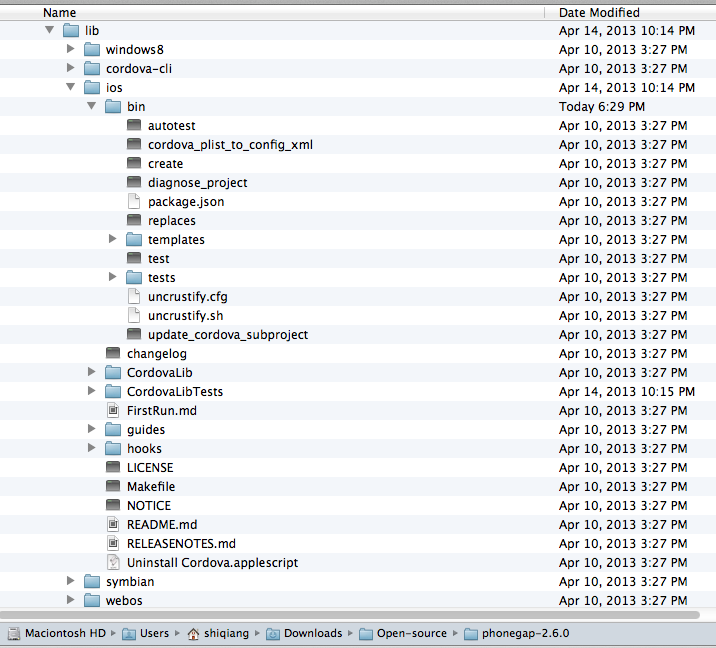 Name Date Modified
lib Apr 14, 2013 10:14 PM
windows8 Apr 10, 2013 3:27 PM
cordova-cli Apr 10, 2013 3:27 PM
ios Apr 14, 2013 10:14 PM
bin Today 6:29 PM
autotest Apr 10, 2013 3:27 PM
cordova_plist_to_config_xml Apr 10, 2013 3:27 PM
create Apr 10, 2013 3:27 PM
diagnose_project Apr 10, 2013 3:27 PM
package.json Apr 10, 2013 3:27 PM
replaces Apr 10, 2013 3:27 PM
templates Apr 10, 2013 3:27 PM
test Apr 10, 2013 3:27 PM
tests Apr 10, 2013 3:27 PM
uncrustify.cfg Apr 10, 2013 3:27 PM
uncrustify.sh Apr 10, 2013 3:27 PM
update_cordova_subproject Apr 10, 2013 3:27 PM
changelog Apr 10, 2013 3:27 PM
CordovaLib Apr 10, 2013 3:27 PM
CordovaLibTests Apr 14, 2013 10:15 PM
FirstRun.md Apr 10, 2013 3:27 PM
guides Apr 10, 2013 3:27 PM
hooks Apr 10, 2013 3:27 PM
LICENSE Apr 10, 2013 3:27 PM
Makefile Apr 10, 2013 3:27 PM
NOTICE Apr 10, 2013 3:27 PM
README.md Apr 10, 2013 3:27 PM
RELEASENOTES.md Apr 10, 2013 3:27 PM
Uninstall Cordova.applescript Apr 10, 2013 3:27 PM
symbian Apr 10, 2013 3:27 PM
webos Apr 10, 2013 3:27 PM
Maciontosh HD Users shiqiang Downloads Open-source phonegap-2.6.0